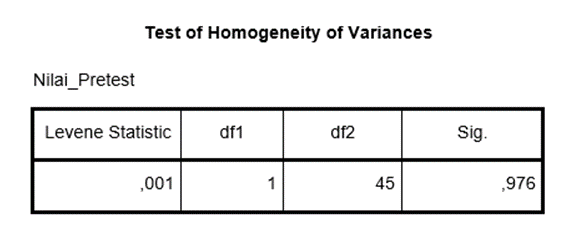 Test of Homogeneity of Variances
Nilai_Pretest
Levene Statistic df1 df2 Sig.
,001 1 45 ,976